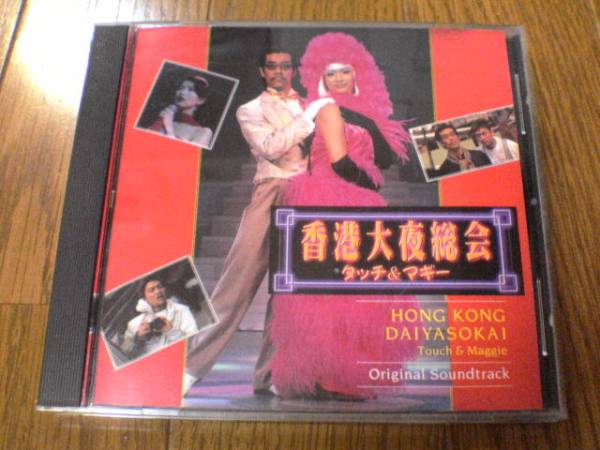 香港大夜総会
タッチ&マギー
HONG KONG
DAIYASOKAI
Touch & Maggie
Original Soundtrack